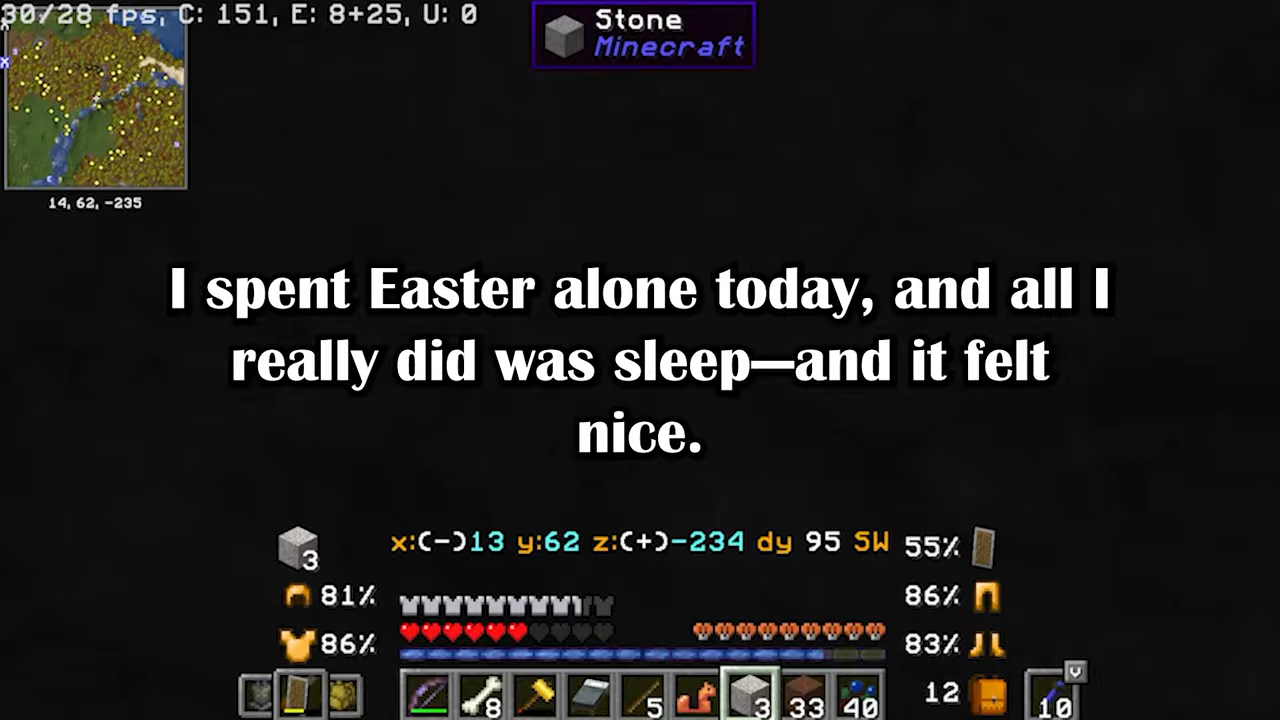 30/28 fps, C: 151, E: 8+25, U: 0
Stone
Minecraft
14, 62, -235
I spent Easter alone today, and all I
really did was sleep—and it felt
nice.
3
x:(-)13 y:62 z:(+)-234 dy 95 SW
55%
81%
86%
86%
83%
8
5
3
33
40
12
10
V